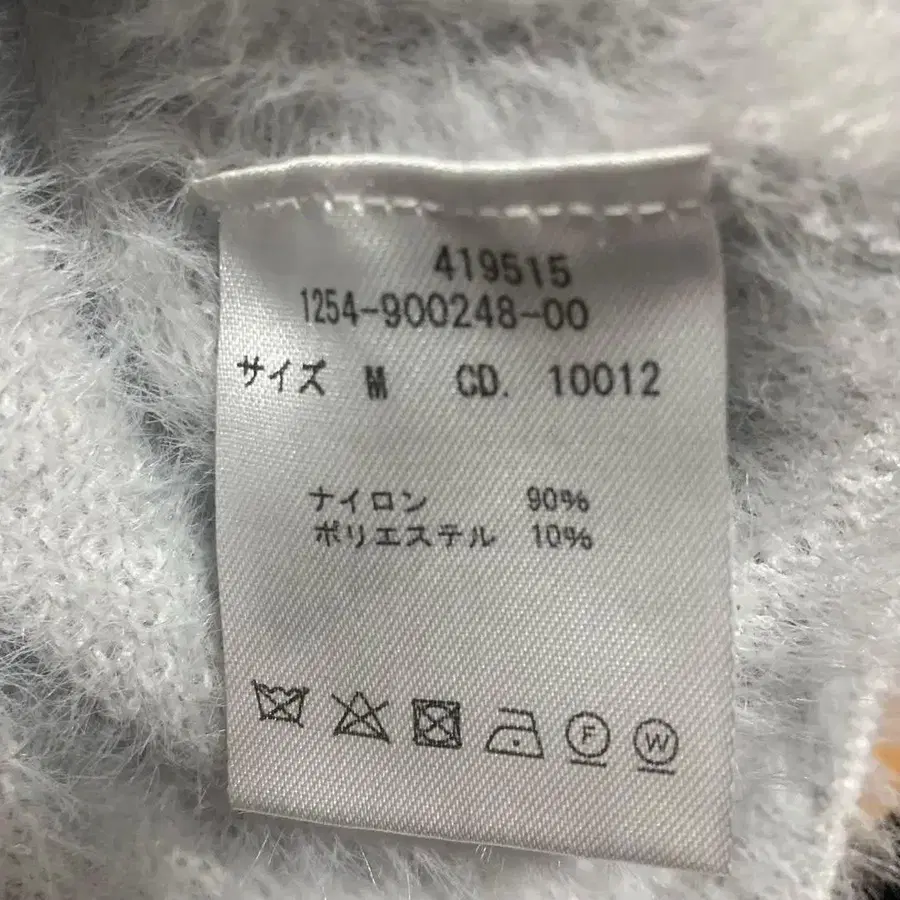 419515
1254-900248-00
サイズ M CD. 10012
ナイロン 90%
ポリエステル 10%
F W